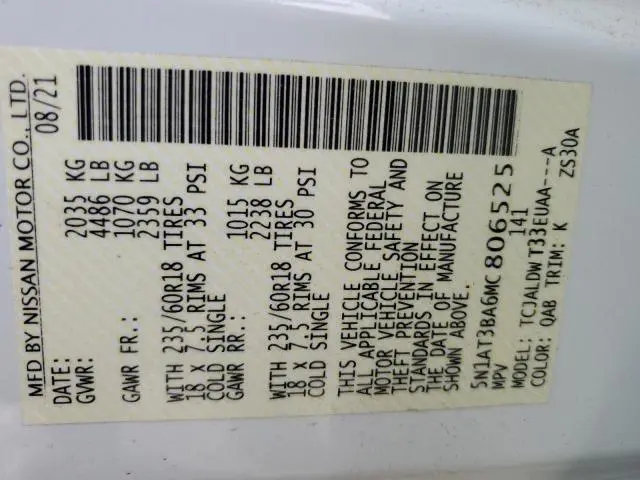 MFD BY NISSAN MOTOR CO., LTD.
DATE: 08/21
GVWR: 2035 KG
4486 LB
GAWR FR.: 1070 KG
2359 LB
WITH 235/60R18 TIRES
18 X 7.5 RIMS AT 33 PSI
COLD SINGLE
GAWR RR.: 1015 KG
2238 LB
WITH 235/60R18 TIRES
18 X 7.5 RIMS AT 30 PSI
COLD SINGLE
THIS VEHICLE CONFORMS TO
ALL APPLICABLE FEDERAL
MOTOR VEHICLE SAFETY AND
THEFT PREVENTION
STANDARDS IN EFFECT ON
THE DATE OF MANUFACTURE
SHOWN ABOVE.
5N1AT3BA6MC806525
MPV 141
MODEL: TCJALDW T33EUAA---A
COLOR: QAB TRIM: K ZS30A